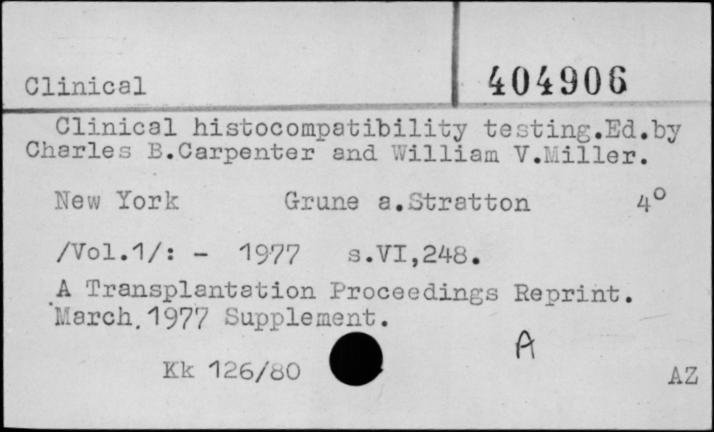 Clinical
404906
Clinical histocompatibility testing.Ed.by
Charles B.Carpenter and William V.Miller.
New York Grune a.Stratton 4°
/Vol.1/: - 1977 s.VI,248.
A Transplantation Proceedings Reprint.
March.1977 Supplement.
A
Kk 126/80
AZ